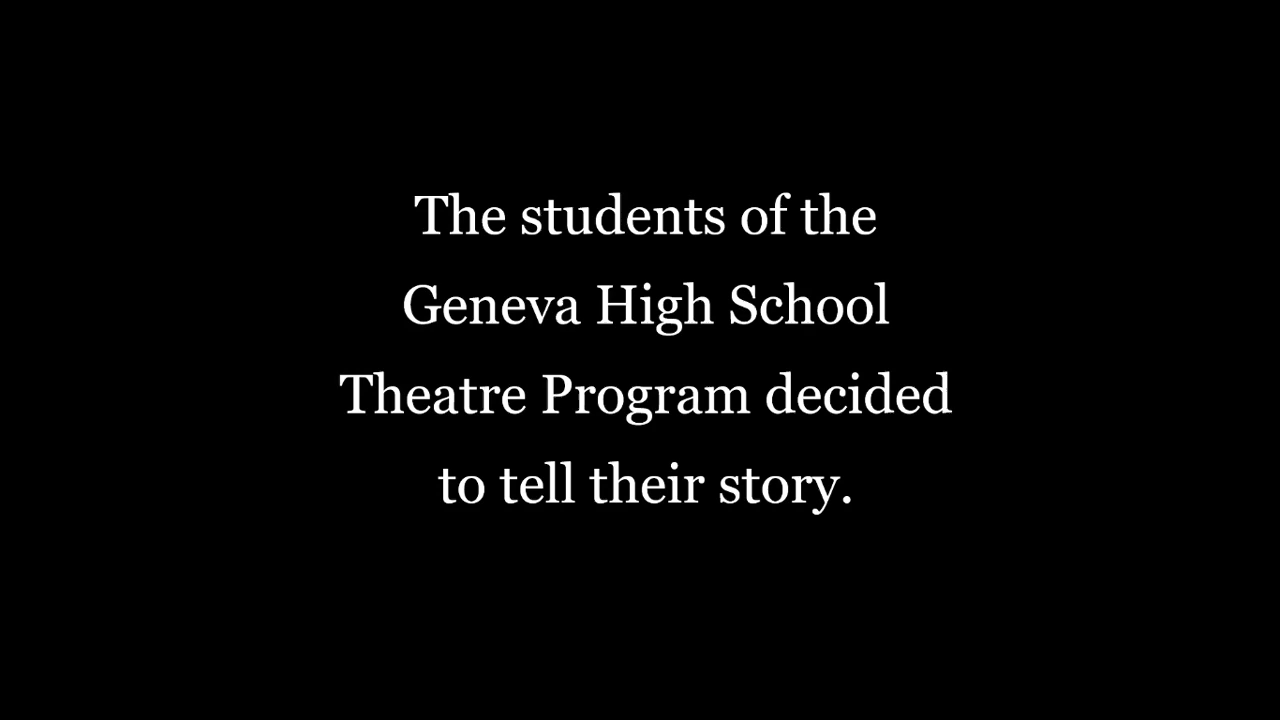 The students of the
Geneva High School
Theatre Program decided
to tell their story.